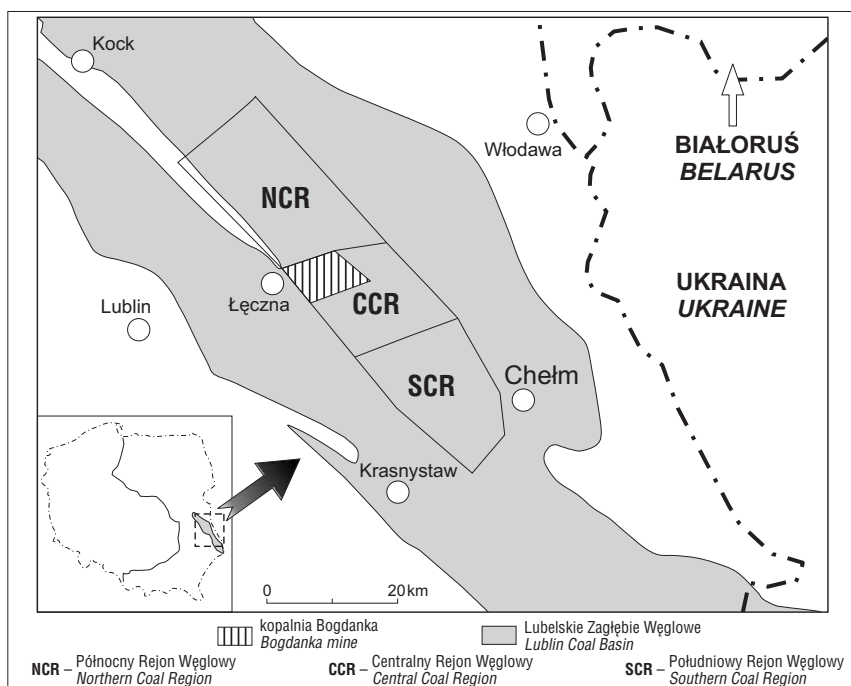 Kock
Włodawa
BIAŁORUŚ
BELARUS
NCR
UKRAINA
UKRAINE
Łęczna
Lublin
CCR
SCR
Chełm
Krasnystaw
0 20 km
kopalnia Bogdanka
Bogdanka mine
Lubelskie Zagłębie Węglowe
Lublin Coal Basin
NCR – Północny Rejon Węglowy
Northern Coal Region
CCR – Centralny Rejon Węglowy
Central Coal Region
SCR – Południowy Rejon Węglowy
Southern Coal Region